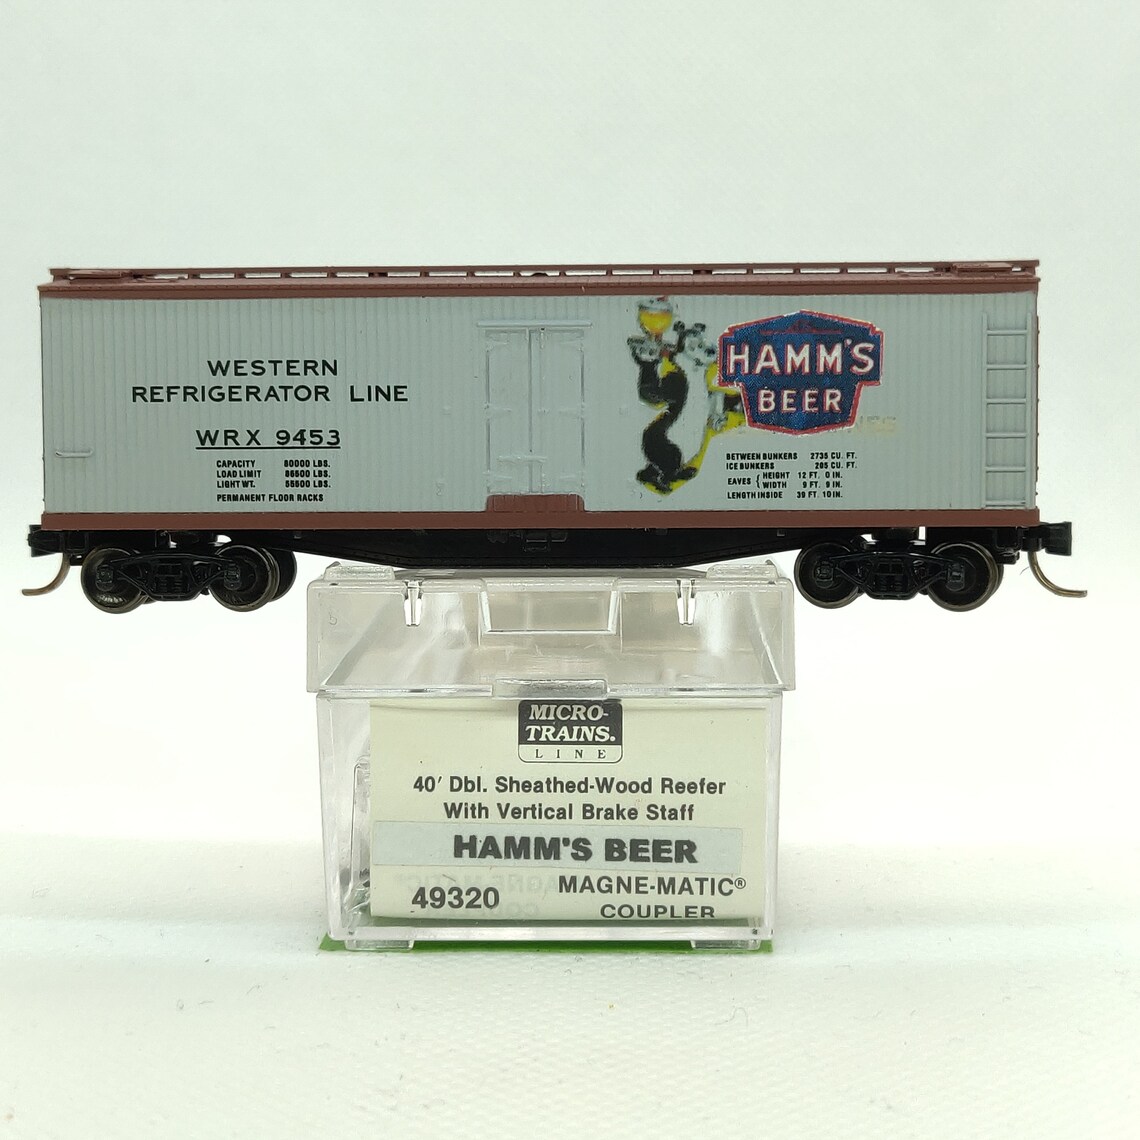 WESTERN
REFRIGERATOR LINE
WRX 9453
CAPACITY 80000 LBS.
LOAD LIMIT 86500 LBS.
LIGHT WT. 55500 LBS.
PERMANENT FLOOR RACKS
HAMM'S
BEER
BETWEEN BUNKERS 2735 CU. FT.
ICE BUNKERS 205 CU. FT.
EAVES { HEIGHT 12 FT. 0 IN.
WIDTH 9 FT. 9 IN.
LENGTH INSIDE 39 FT. 10 IN.
MICRO-
TRAINS®
LINE
40' Dbl. Sheathed-Wood Reefer
With Vertical Brake Staff
HAMM'S BEER
49320 MAGNE-MATIC®
COUPLER